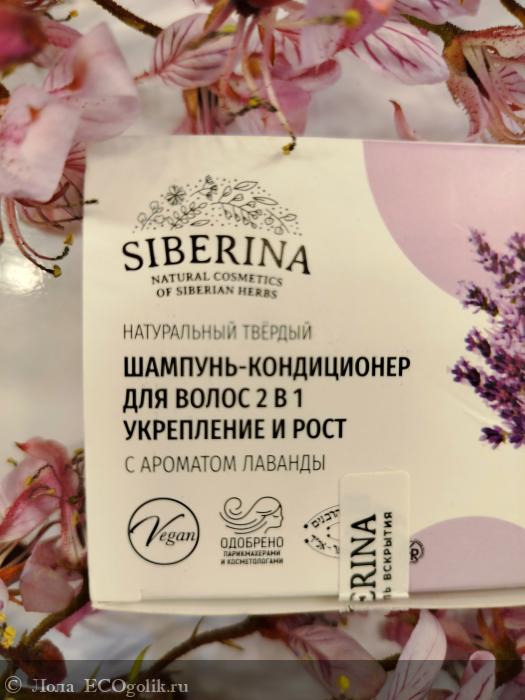 SIBERINA
NATURAL COSMETICS
OF SIBERIAN HERBS
НАТУРАЛЬНЫЙ ТВЁРДЫЙ
ШАМПУНЬ-КОНДИЦИОНЕР
ДЛЯ ВОЛОС 2 В 1
УКРЕПЛЕНИЕ И РОСТ
С АРОМАТОМ ЛАВАНДЫ
Vegan
ОДОБРЕНО
ПАРИКМАХЕРАМИ
И КОСМЕТОЛОГАМИ
ERINA
ВСКРЫТИЯ
© Лола ECOgolik.ru